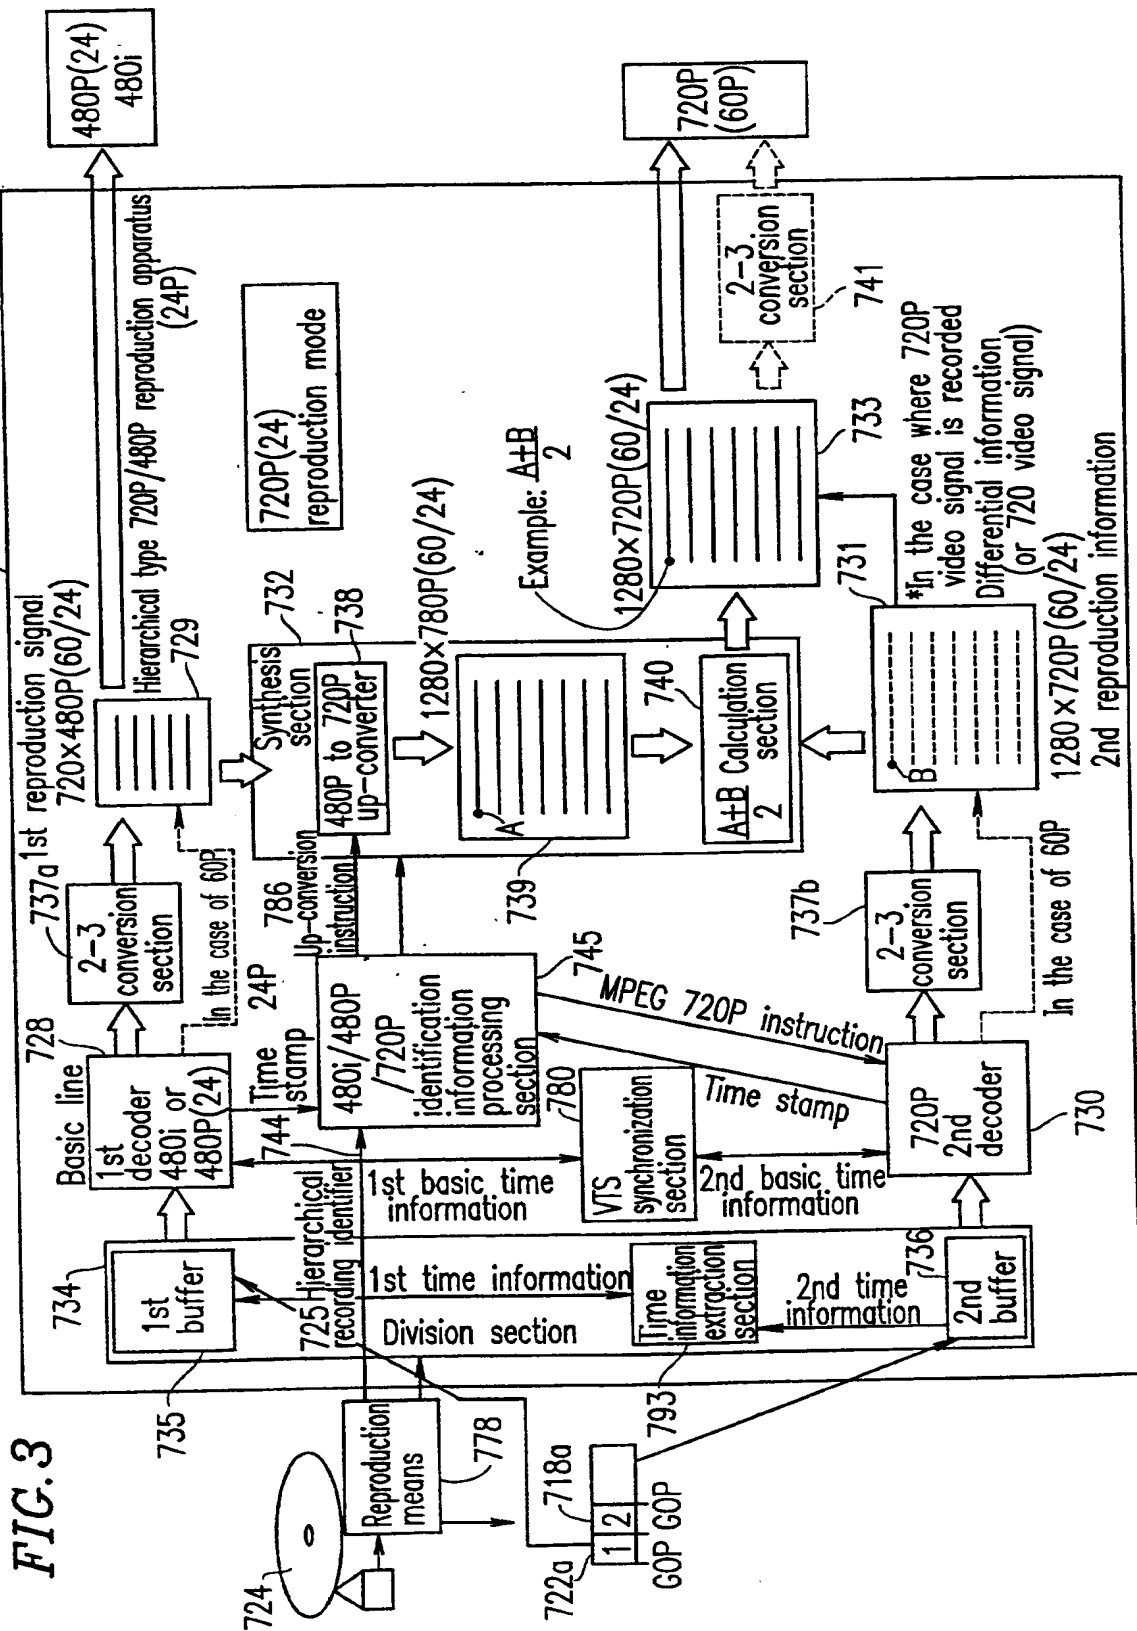 FIG.3
724
Reproduction
means
778
722a
1
2
718a
GOP GOP
734
735
1st
buffer
725
Hierarchical
recording identifier
1st time information
Division section
Time
information
extraction
section
793
2nd time
information
736
2nd
buffer
Basic line
728
1st
decoder
480i or
480P(24)
Time
stamp
744
24P
In the case of 60P
1st basic time
information
VTS
synchronization
section
780
2nd basic time
information
480i/480P
/720P
identification
information
processing
section
745
MPEG 720P instruction
Time stamp
720P
2nd
decoder
730
737a
2-3
conversion
section
786
Up-conversion
instruction
737b
2-3
conversion
section
In the case of 60P
1st reproduction signal
720×480P(60/24)
729
Hierarchical type 720P/480P reproduction apparatus
(24P)
Synthesis
section
732
480P to 720P
up-converter
738
1280×780P(60/24)
A
739
A+B
2
Calculation
section
740
720P(24)
reproduction mode
Example: A+B
2
1280×720P(60/24)
733
B
731
*In the case where 720P
video signal is recorded
Differential information
(or 720 video signal)
1280×720P(60/24)
2nd reproduction information
2-3
conversion
section
741
480P(24)
480i
720P
(60P)